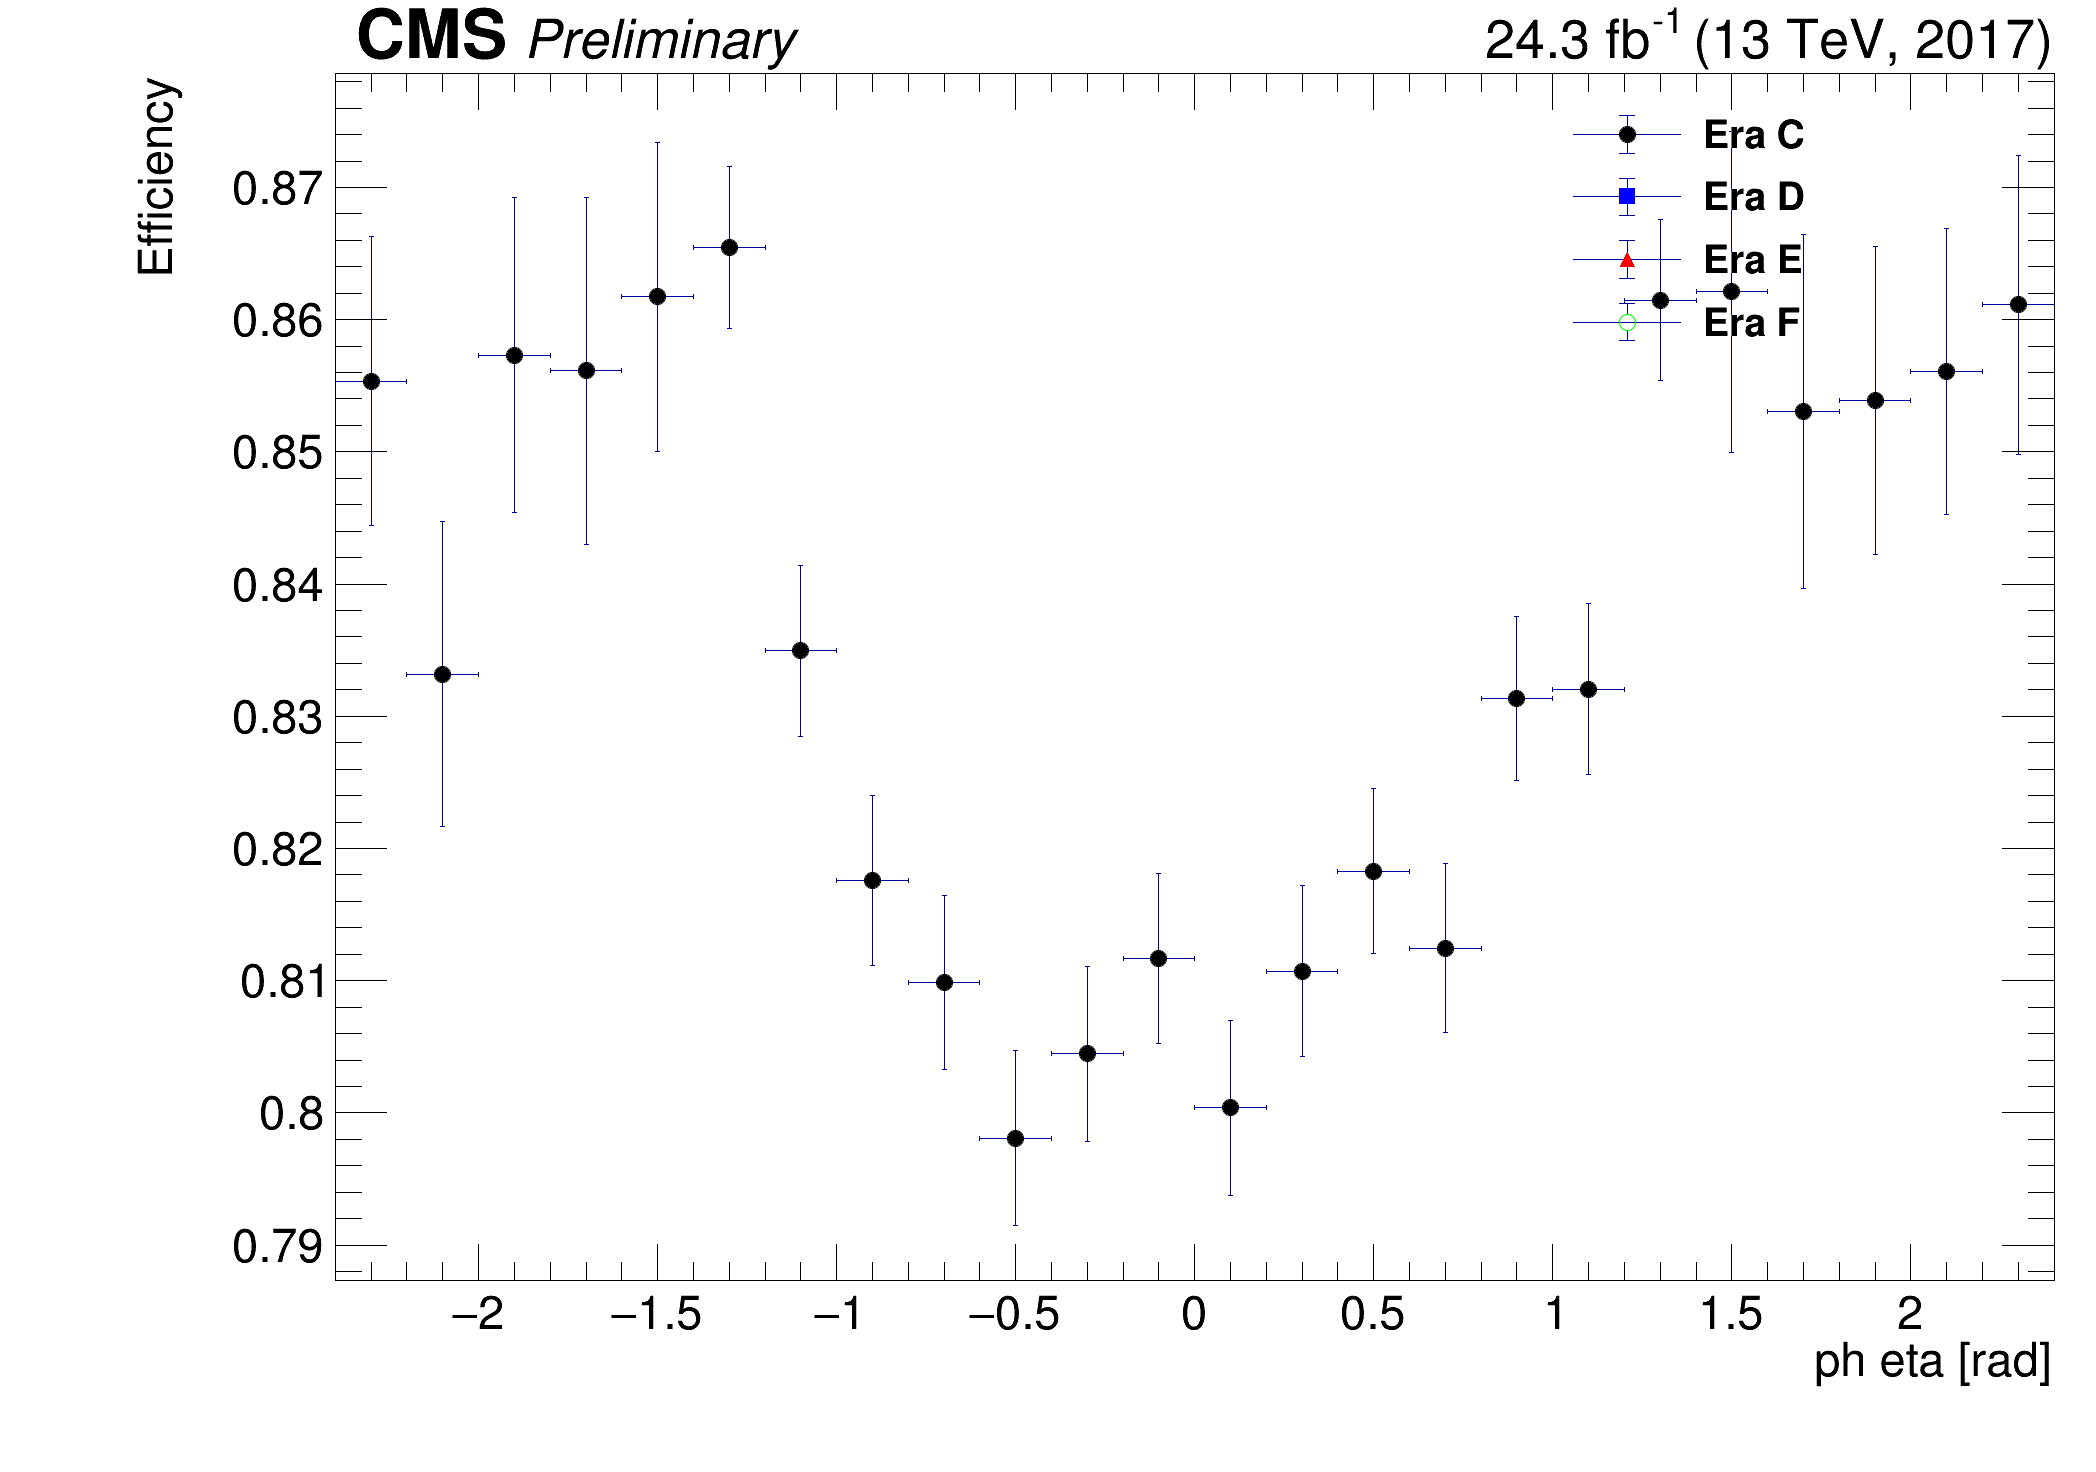 CMS Preliminary
24.3 fb-1 (13 TeV, 2017)
Efficiency
Era C
Era D
Era E
Era F
0.87
0.86
0.85
0.84
0.83
0.82
0.81
0.8
0.79
−2 −1.5 −1 −0.5 0 0.5 1 1.5 2
ph eta [rad]